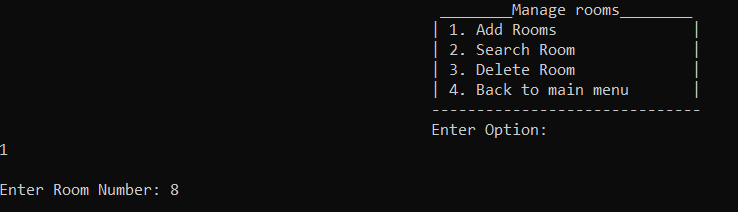 ________Manage rooms________
| 1. Add Rooms |
| 2. Search Room |
| 3. Delete Room |
| 4. Back to main menu |
------------------------------
Enter Option:
1
Enter Room Number: 8